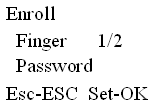 Enroll
Finger 1/2
Password
Esc-ESC Set-OK